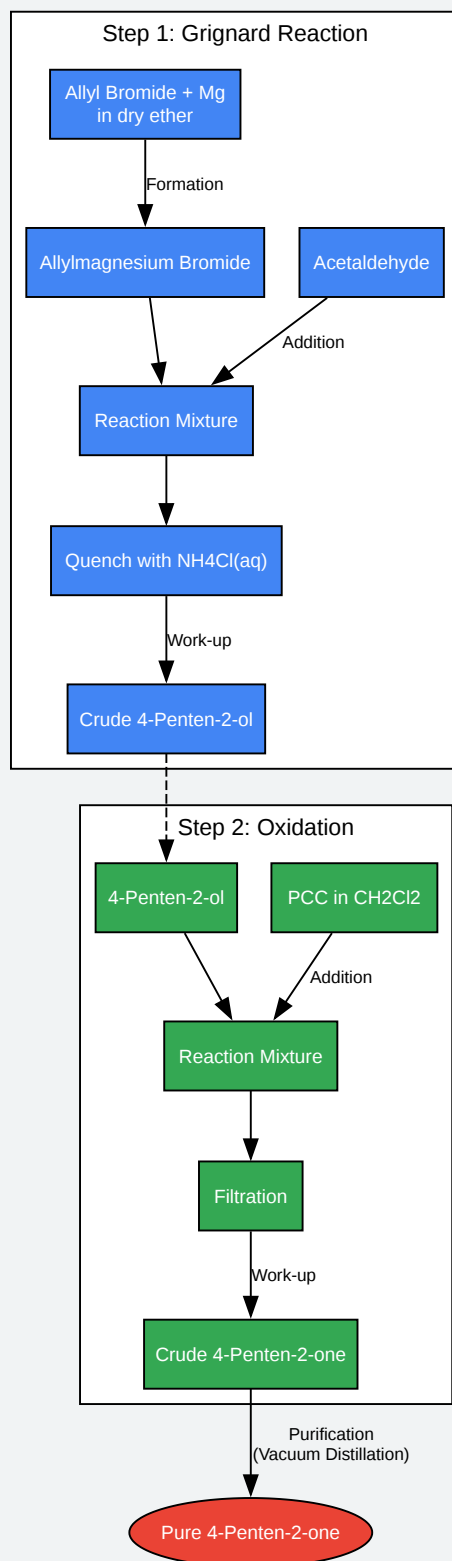 Step 1: Grignard Reaction
Allyl Bromide + Mg
in dry ether
Formation
Allylmagnesium Bromide
Acetaldehyde
Addition
Reaction Mixture
Quench with NH4Cl(aq)
Work-up
Crude 4-Penten-2-ol
Step 2: Oxidation
4-Penten-2-ol
PCC in CH2Cl2
Addition
Reaction Mixture
Filtration
Work-up
Crude 4-Penten-2-one
Purification
(Vacuum Distillation)
Pure 4-Penten-2-one